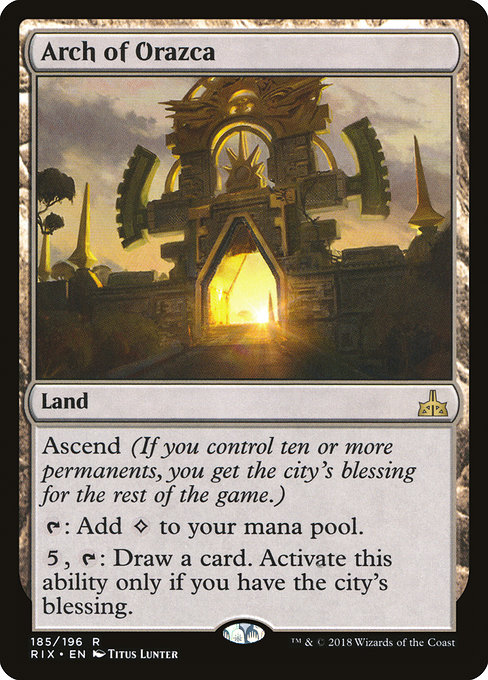 Arch of Orazca
Land
Ascend (If you control ten or more
permanents, you get the city's blessing
for the rest of the game.)
: Add to your mana pool.
5, : Draw a card. Activate this
ability only if you have the city's
blessing.
185/196 R
RIX • EN Titus Lunter
™ & © 2018 Wizards of the Coast